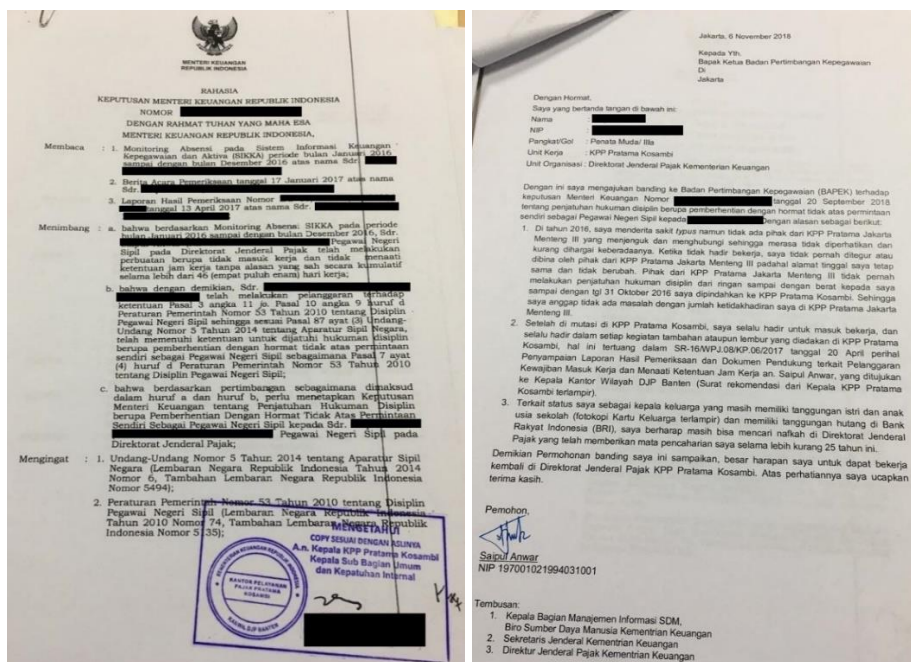 MENTERI KEUANGAN
REPUBLIK INDONESIA
RAHASIA
KEPUTUSAN MENTERI KEUANGAN REPUBLIK INDONESIA
NOMOR
DENGAN RAHMAT TUHAN YANG MAHA ESA
MENTERI KEUANGAN REPUBLIK INDONESIA,
Membaca : 1. Monitoring Absensi pada Sistem Informasi Keuangan
Kepegawaian dan Aktiva (SIKKA) periode bulan Januari 2016
sampai dengan bulan Desember 2016 atas nama Sdr.
2. Berita Acara Pemeriksaan tanggal 17 Januari 2017 atas nama
Sdr.
3. Laporan Hasil Pemeriksaan Nomor
tanggal 13 April 2017 atas nama Sdr.
Menimbang : a. bahwa berdasarkan Monitoring Absensi SIKKA pada periode
bulan Januari 2016 sampai dengan bulan Desember 2016, Sdr.
Pegawai Negeri
Sipil pada Direktorat Jenderal Pajak telah melakukan
perbuatan berupa tidak masuk kerja dan tidak menaati
ketentuan jam kerja tanpa alasan yang sah secara kumulatif
selama lebih dari 46 (empat puluh enam) hari kerja;
b. bahwa dengan demikian, Sdr.
telah melakukan pelanggaran terhadap
ketentuan Pasal 3 angka 11 jo. Pasal 10 angka 9 huruf d
Peraturan Pemerintah Nomor 53 Tahun 2010 tentang Disiplin
Pegawai Negeri Sipil sehingga sesuai Pasal 87 ayat (3) Undang-
Undang Nomor 5 Tahun 2014 tentang Aparatur Sipil Negara,
telah memenuhi ketentuan untuk dijatuhi hukuman disiplin
berupa pemberhentian dengan hormat tidak atas permintaan
sendiri sebagai Pegawai Negeri Sipil sebagaimana Pasal 7 ayat
(4) huruf d Peraturan Pemerintah Nomor 53 Tahun 2010
tentang Disiplin Pegawai Negeri Sipil;
c. bahwa berdasarkan pertimbangan sebagaimana dimaksud
dalam huruf a dan huruf b, perlu menetapkan Keputusan
Menteri Keuangan tentang Penjatuhan Hukuman Disiplin
berupa Pemberhentian Dengan Hormat Tidak Atas Permintaan
Sendiri Sebagai Pegawai Negeri Sipil kepada Sdr.
Pegawai Negeri Sipil pada
Direktorat Jenderal Pajak;
Mengingat : 1. Undang-Undang Nomor 5 Tahun 2014 tentang Aparatur Sipil
Negara (Lembaran Negara Republik Indonesia Tahun 2014
Nomor 6, Tambahan Lembaran Negara Republik Indonesia
Nomor 5494);
2. Peraturan Pemerintah Nomor 53 Tahun 2010 tentang Disiplin
Pegawai Negeri Sipil (Lembaran Negara Republik Indonesia
Tahun 2010 Nomor 74, Tambahan Lembaran Negara Republik
Indonesia Nomor 5135);
MENGETAHUI
COPY SESUAI DENGAN ASLINYA
A.n. Kepala KPP Pratama Kosambi
Kepala Sub Bagian Umum
dan Kepatuhan Internal
KEMENTERIAN KEUANGAN REPUBLIK INDONESIA
KANTOR PELAYANAN
PAJAK PRATAMA
KOSAMBI
KANWIL DJP BANTEN
Jakarta, 6 November 2018
Kepada Yth.
Bapak Ketua Badan Pertimbangan Kepegawaian
Di
Jakarta
Dengan Hormat,
Saya yang bertanda tangan di bawah ini:
Nama :
NIP :
Pangkat/Gol : Penata Muda/ IIIa
Unit Kerja : KPP Pratama Kosambi
Unit Organisasi : Direktorat Jenderal Pajak Kementerian Keuangan
Dengan ini saya mengajukan banding ke Badan Pertimbangan Kepegawaian (BAPEK) terhadap
keputusan Menteri Keuangan Nomor tanggal 20 September 2018
tentang penjatuhan hukuman disiplin berupa pemberhentian dengan hormat tidak atas permintaan
sendiri sebagai Pegawai Negen Sipil kepada Dengan alasan sebagai berikut:
1. Di tahun 2016, saya menderita sakit typus namun tidak ada pihak dari KPP Pratama Jakarta
Menteng III yang menjenguk dan menghubungi sehingga merasa tidak diperhatikan dan
kurang dihargai keberadaannya. Ketika tidak hadir bekerja, saya tidak pernah ditegur atau
dibina oleh pihak dari KPP Pratama Jakarta Menteng III padahal alamat tinggal saya tetap
sama dan tidak berubah. Pihak dari KPP Pratama Jakarta Menteng III tidak pernah
melakukan penjatuhan hukuman disiplin dari ringan sampai dengan berat kepada saya
sampai dengan tgl 31 Oktober 2016 saya dipindahkan ke KPP Pratama Kosambi. Sehingga
saya anggap tidak ada masalah dengan jumlah ketidakhadiran saya di KPP Pratama Jakarta
Menteng III.
2. Setelah di mutasi di KPP Pratama Kosambi, saya selalu hadir untuk masuk bekerja, dan
selalu hadir dalam setiap kegiatan tambahan ataupun lembur yang diadakan di KPP Pratama
Kosambi, hal ini tertuang dalam SR-16/WPJ.08/KP.06/2017 tanggal 20 April perihal
Penyampaian Laporan Hasil Pemeriksaan dan Dokumen Pendukung terkait Pelanggaran
Kewajiban Masuk Kerja dan Menaati Ketentuan Jam Kerja an. Saipul Anwar, yang ditujukan
ke Kepala Kantor Wilayah DJP Banten (Surat rekomendasi dari Kepala KPP Pratama
Kosambi terlampir).
3. Terkait status saya sebagai kepala keluarga yang masih memiliki tanggungan istri dan anak
usia sekolah (fotokopi Kartu Keluarga terlampir) dan memiliki tanggungan hutang di Bank
Rakyat Indonesia (BRI), saya berharap masih bisa mencari nafkah di Direktorat Jenderal
Pajak yang telah memberikan mata pencaharian saya selama lebih kurang 25 tahun ini.
Demikian Permohonan banding saya ini sampaikan, besar harapan saya untuk dapat bekerja
kembali di Direktorat Jenderal Pajak KPP Pratama Kosambi. Atas perhatiannya saya ucapkan
terima kasih.
Pemohon,
Saipul Anwar
NIP 197001021994031001
Tembusan:
1. Kepala Bagian Manajemen Informasi SDM,
Biro Sumber Daya Manusia Kementrian Keuangan
2. Sekretaris Jenderal Kementrian Keuangan
3. Direktur Jenderal Pajak Kementrian Keuangan